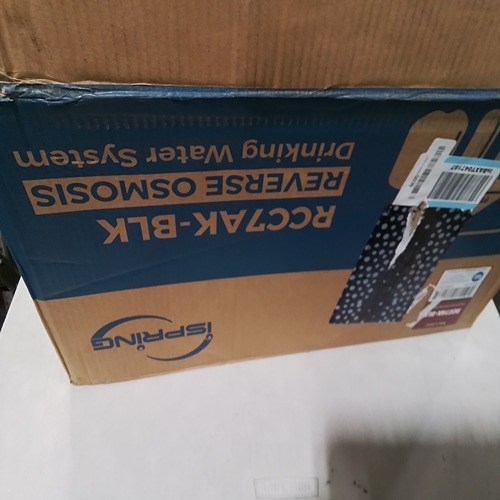 RCC7AK-BLK
REVERSE OSMOSIS
Drinking Water System
iSPRING